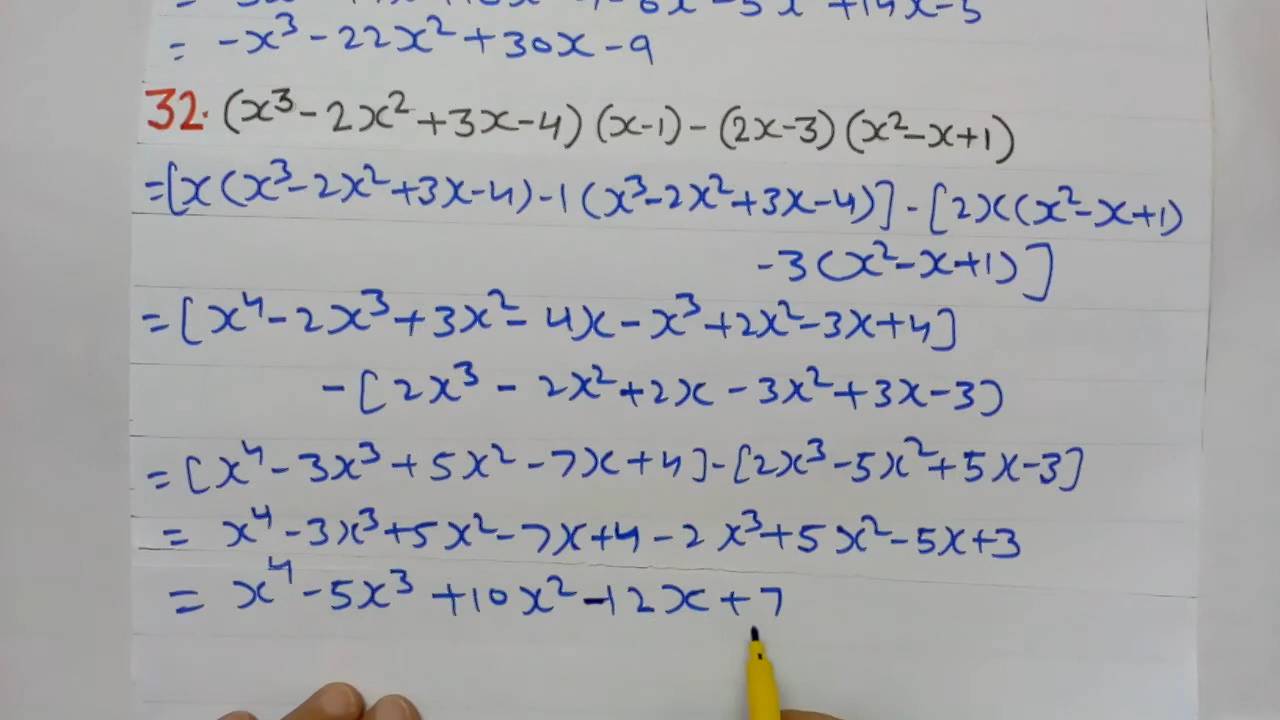 +14x-5
= -x³ - 22x² + 30x - 9
32. (x³ - 2x² + 3x - 4) (x-1) - (2x-3) (x² - x + 1)
= [x(x³ - 2x² + 3x - 4) - 1 (x³ - 2x² + 3x - 4)] - [2x(x² - x + 1)
- 3(x² - x + 1)]
= [x⁴ - 2x³ + 3x² - 4x - x³ + 2x² - 3x + 4]
- [2x³ - 2x² + 2x - 3x² + 3x - 3)
= [x⁴ - 3x³ + 5x² - 7x + 4] - [2x³ - 5x² + 5x - 3]
= x⁴ - 3x³ + 5x² - 7x + 4 - 2x³ + 5x² - 5x + 3
= x⁴ - 5x³ + 10x² - 12x + 7